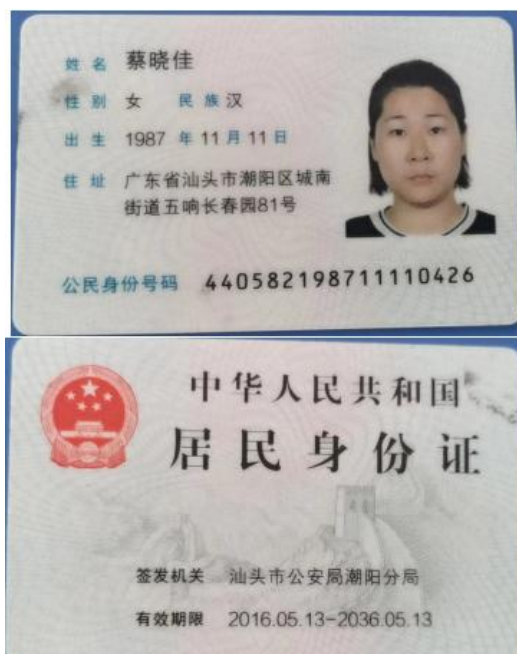 姓名 蔡晓佳
性别 女 民族 汉
出生 1987 年 11 月 11 日
住址 广东省汕头市潮阳区城南
街道五响长春园81号
公民身份号码 440582198711110426
中华人民共和国
居民身份证
签发机关 汕头市公安局潮阳分局
有效期限 2016.05.13-2036.05.13